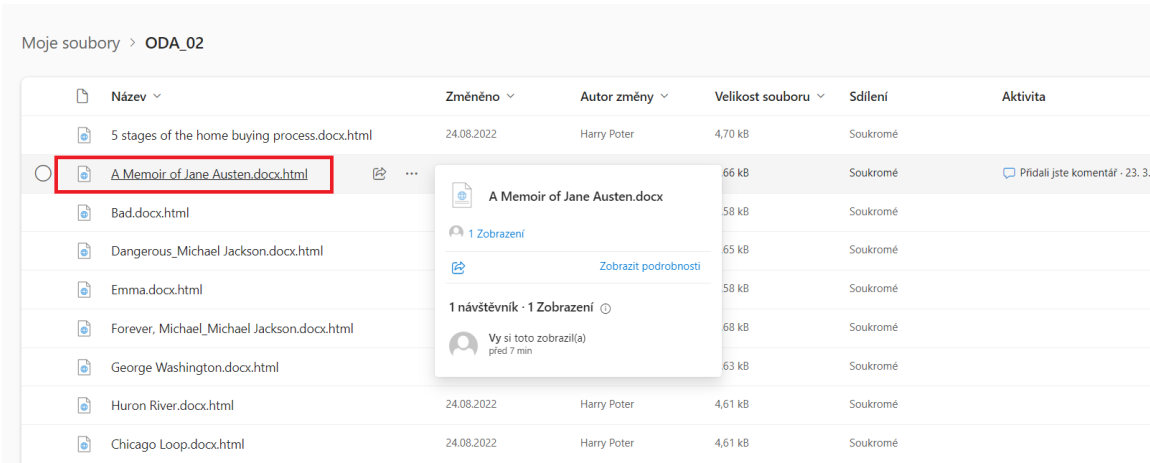 Moje soubory > ODA_02
Název Změněno Autor změny Velikost souboru Sdílení Aktivita
5 stages of the home buying process.docx.html 24.08.2022 Harry Poter 4,70 kB Soukromé
A Memoir of Jane Austen.docx.html ,66 kB Soukromé Přidali jste komentář · 23. 3.
A Memoir of Jane Austen.docx
Bad.docx.html ,58 kB Soukromé
1 Zobrazení
Dangerous_Michael Jackson.docx.html ,65 kB Soukromé
Zobrazit podrobnosti
Emma.docx.html ,58 kB Soukromé
1 návštěvník · 1 Zobrazení
Forever, Michael_Michael Jackson.docx.html ,68 kB Soukromé
Vy si toto zobrazil(a)
před 7 min
George Washington.docx.html ,63 kB Soukromé
Huron River.docx.html 24.08.2022 Harry Poter 4,61 kB Soukromé
Chicago Loop.docx.html 24.08.2022 Harry Poter 4,61 kB Soukromé